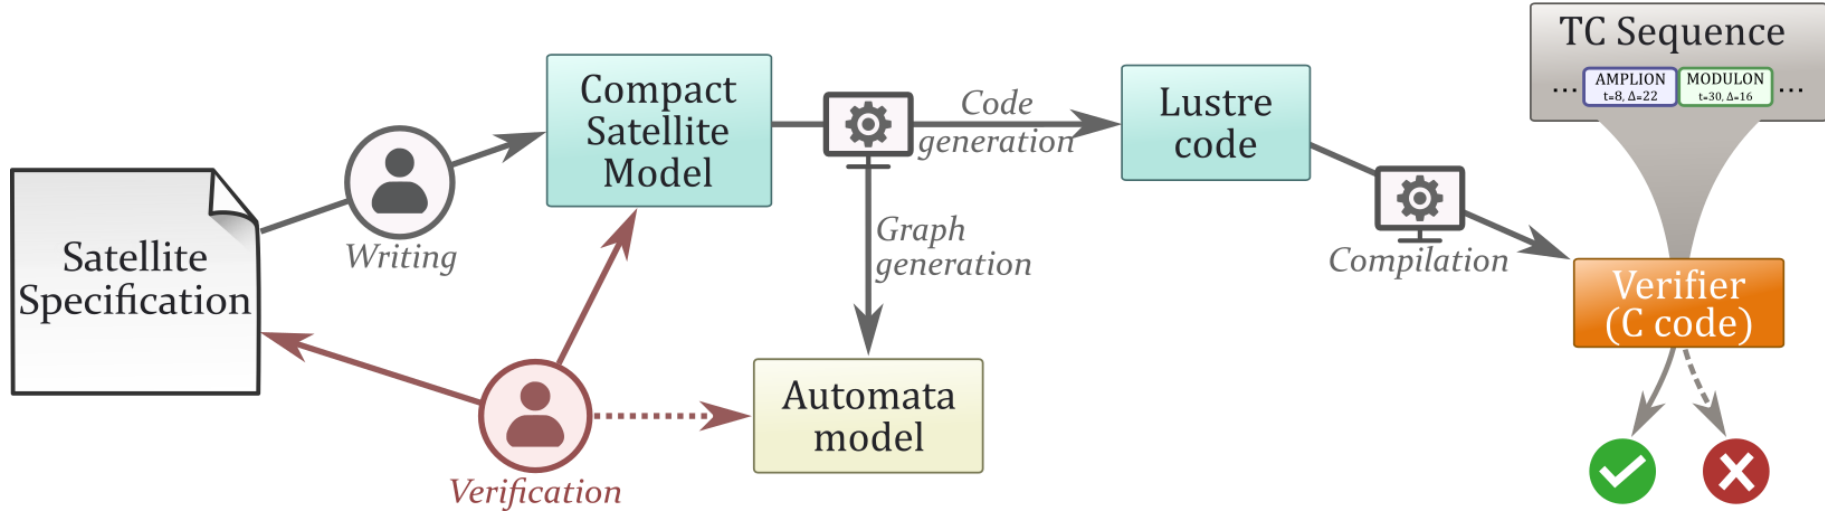 Satellite
Specification
Writing
Verification
Compact
Satellite
Model
Code
generation
Graph
generation
Automata
model
Lustre
code
Compilation
TC Sequence
... AMPLION MODULON ...
t=8, Δ=22 t=30, Δ=16
Verifier
(C code)